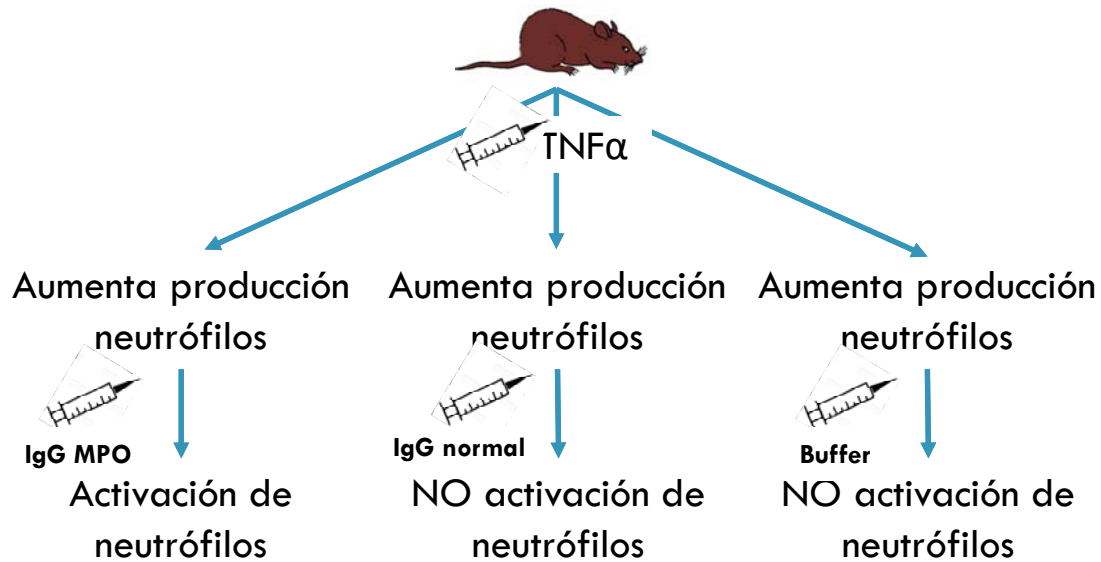 TNFα
Aumenta producción
neutrófilos
Aumenta producción
neutrófilos
Aumenta producción
neutrófilos
IgG MPO
IgG normal
Buffer
Activación de
neutrófilos
NO activación de
neutrófilos
NO activación de
neutrófilos